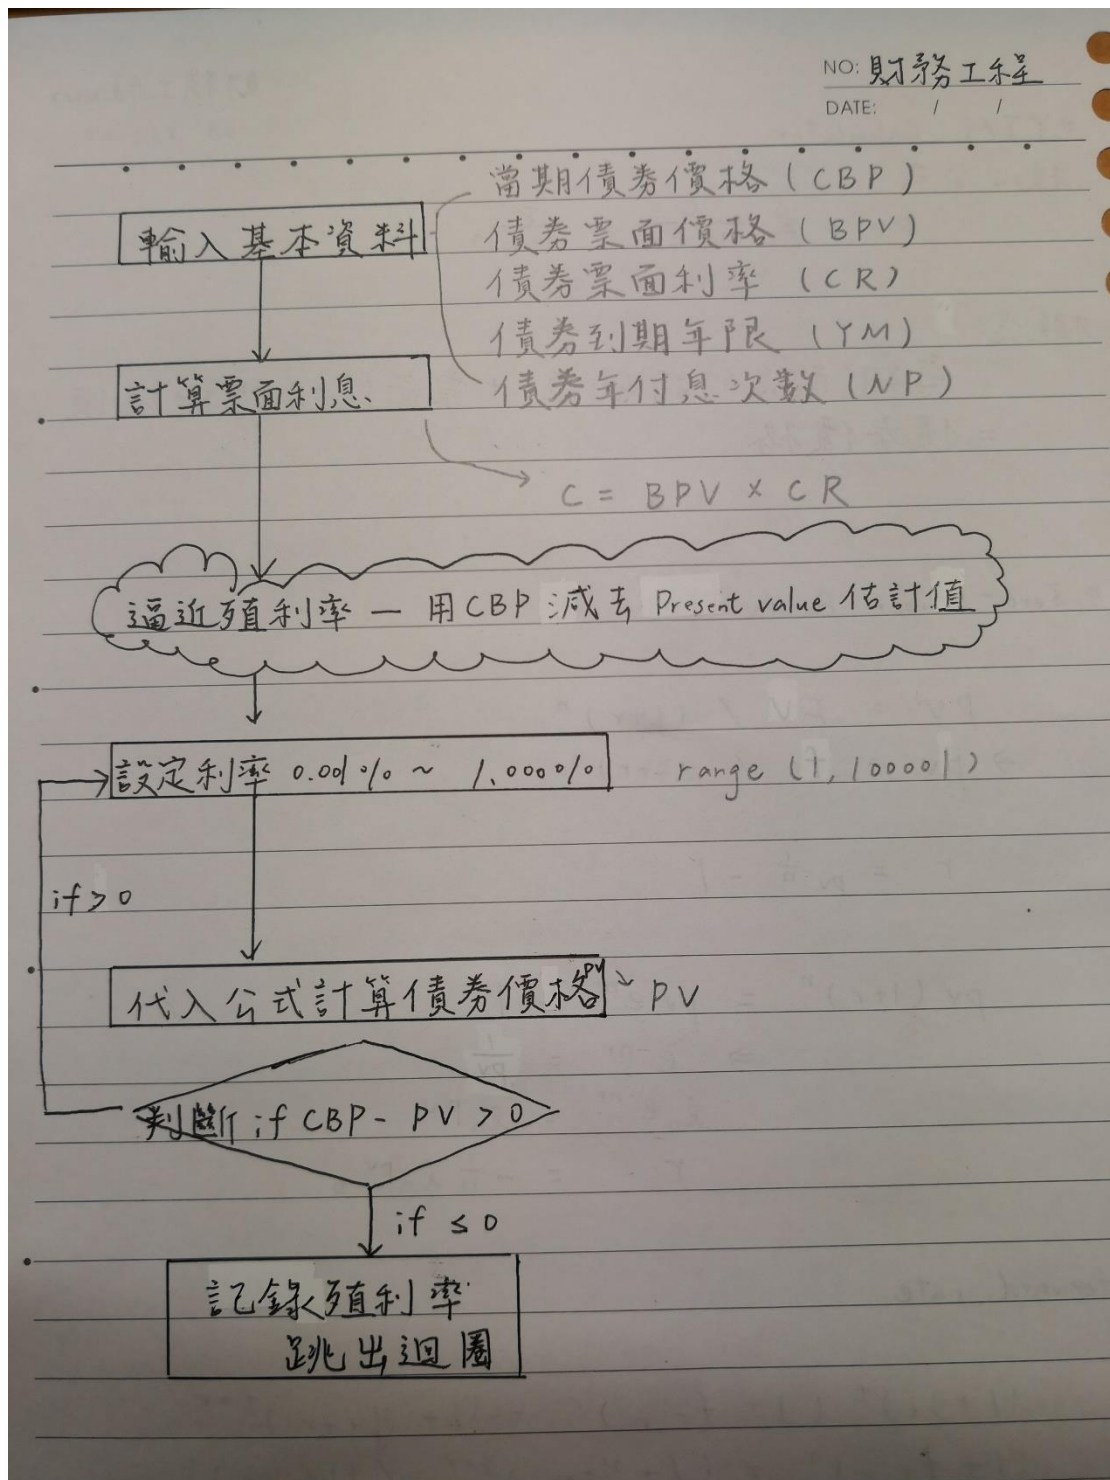 NO: 財務工程
DATE: / /
當期債券價格 (CBP)
輸入基本資料
債券票面價格 (BPV)
債券票面利率 (CR)
債券到期年限 (YM)
計算票面利息
債券年付息次數 (NP)
C = BPV × CR
逼近殖利率 — 用CBP 減去 Present value 估計值
設定利率 0.001% ~ 1.000%
range (1, 100001)
if > 0
代入公式計算債券價格PV
PV
判斷 if CBP - PV > 0
if ≤ 0
記錄殖利率
跳出迴圈